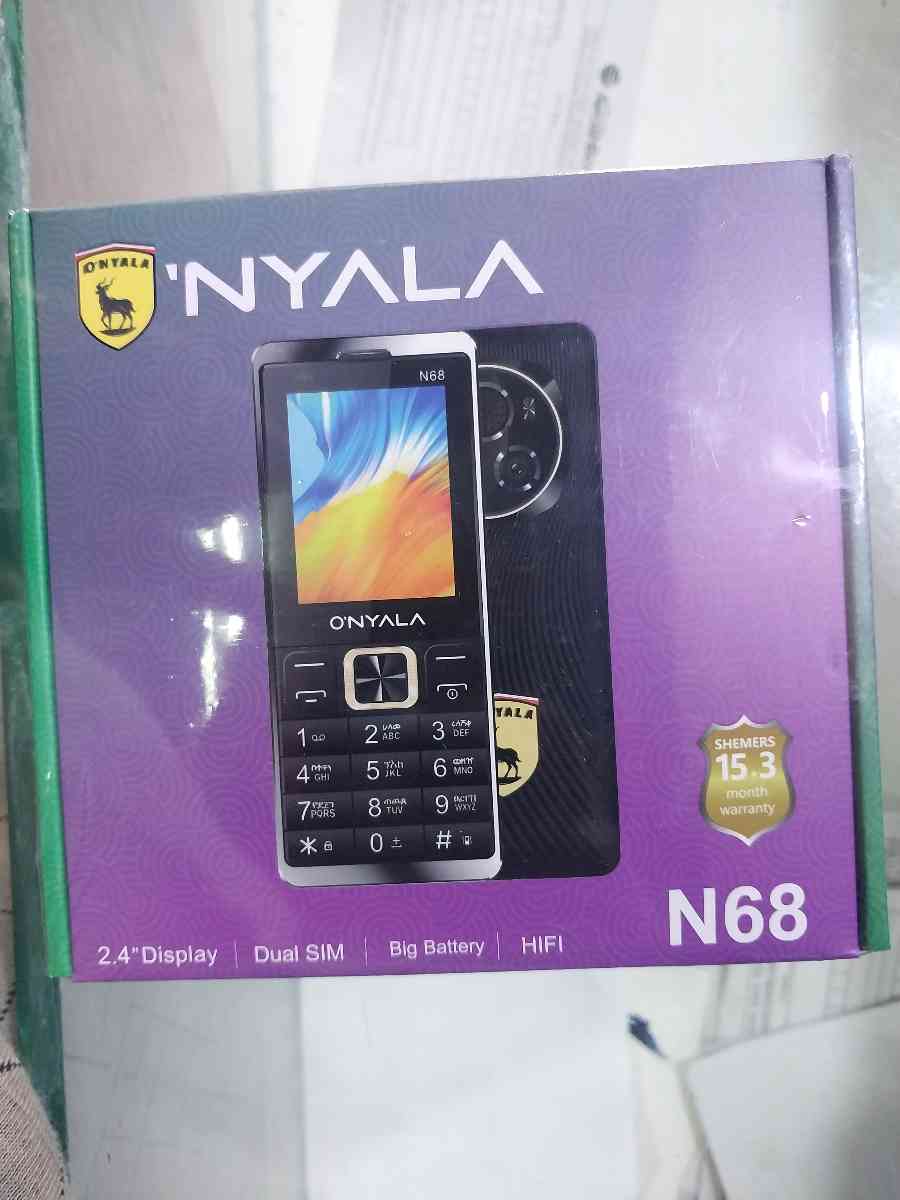 O'NYALA
'NYALA
N68
O'NYALA
YALA
1
2 ABC
3 DEF
4 GHI
5 JKL
6 MNO
7 PQRS
8 TUV
9 WXYZ
* 0 + #
SHEMERS
15.3
month
warranty
N68
2.4"Display | Dual SIM | Big Battery | HIFI